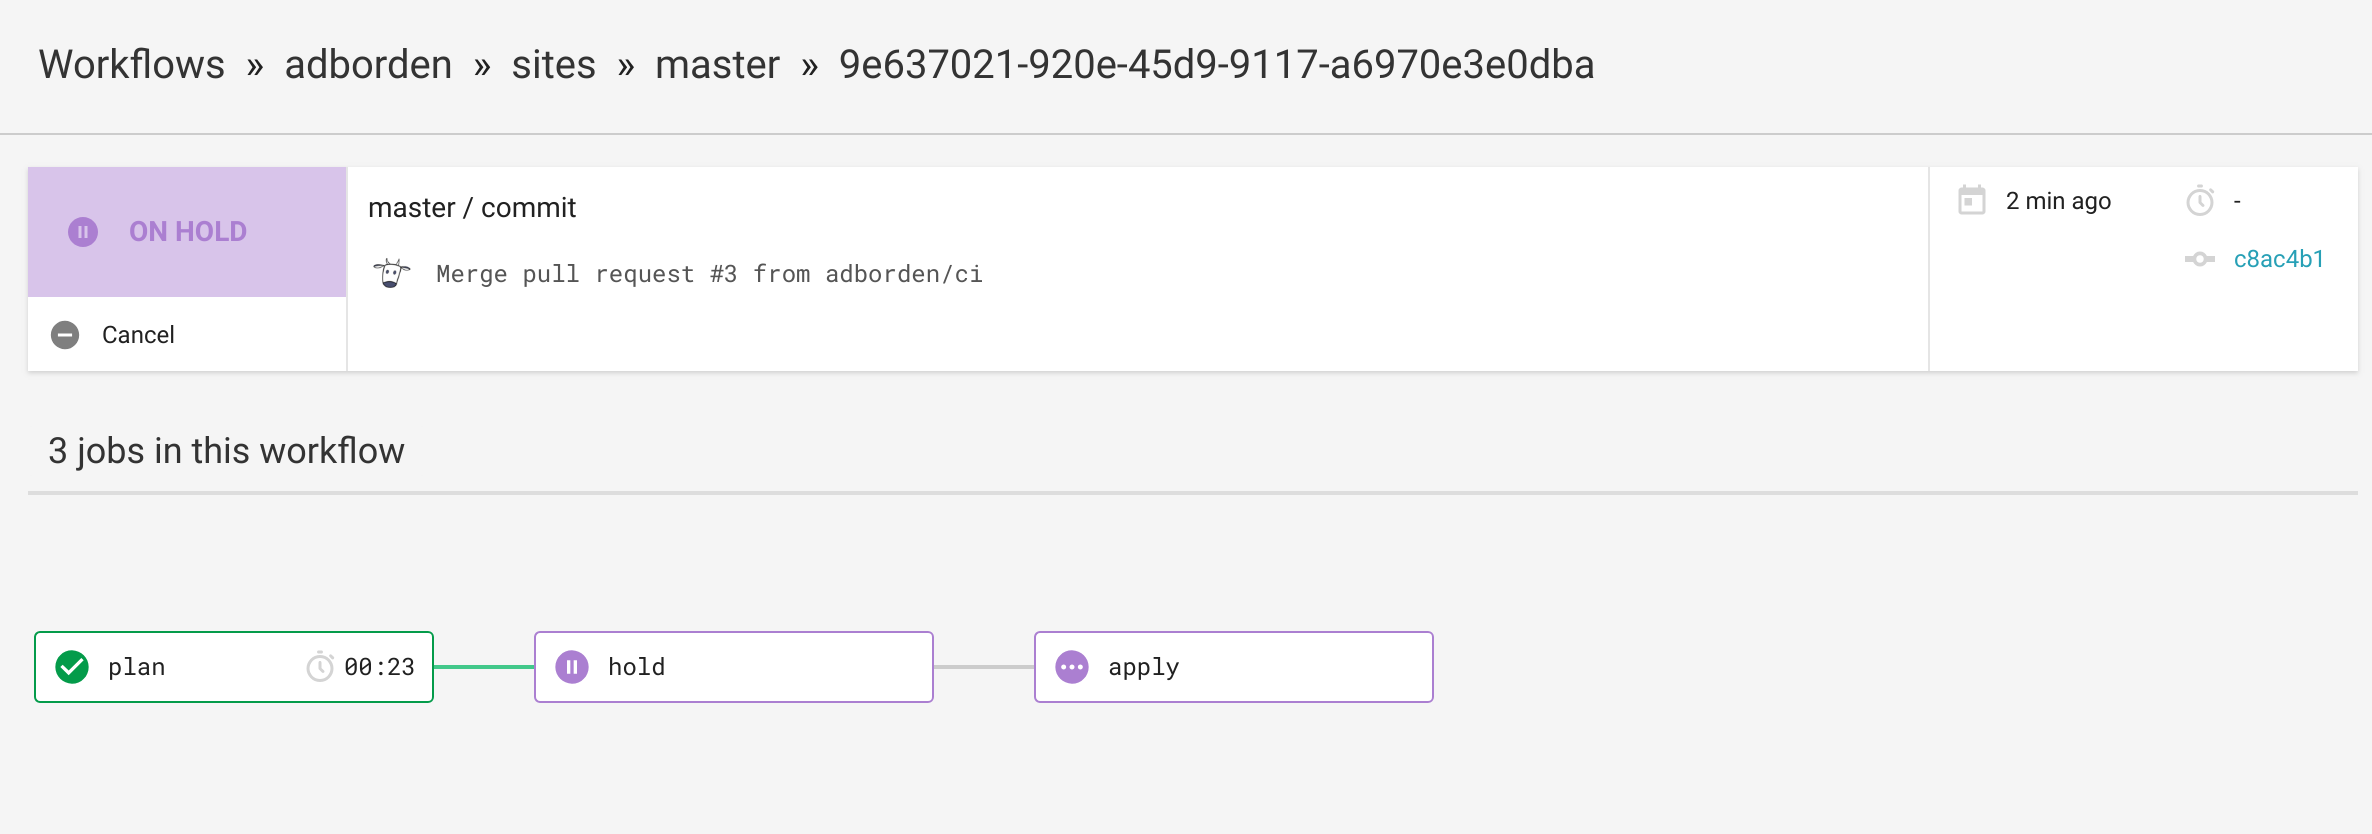 Workflows » adborden » sites » master » 9e637021-920e-45d9-9117-a6970e3e0dba
ON HOLD
Cancel
master / commit
Merge pull request #3 from adborden/ci
2 min ago
-
c8ac4b1
3 jobs in this workflow
plan 00:23
hold
apply